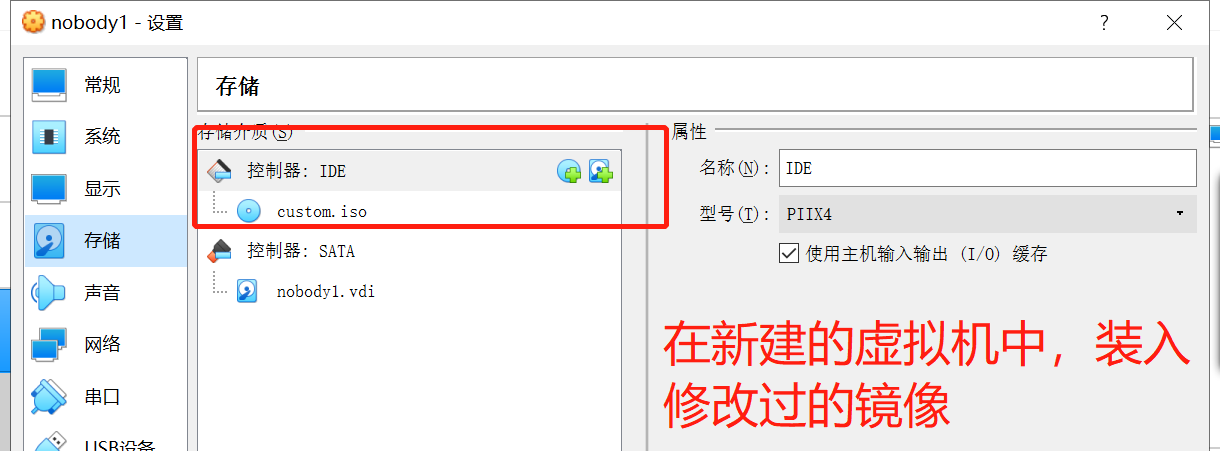 nobody1 - 设置
?
常规
系统
显示
存储
声音
网络
串口
USB设备
存储
存储介质(S)
控制器: IDE
custom.iso
控制器: SATA
nobody1.vdi
属性
名称(N): IDE
型号(T): PIIX4
使用主机输入输出 (I/O) 缓存
在新建的虚拟机中，装入
修改过的镜像